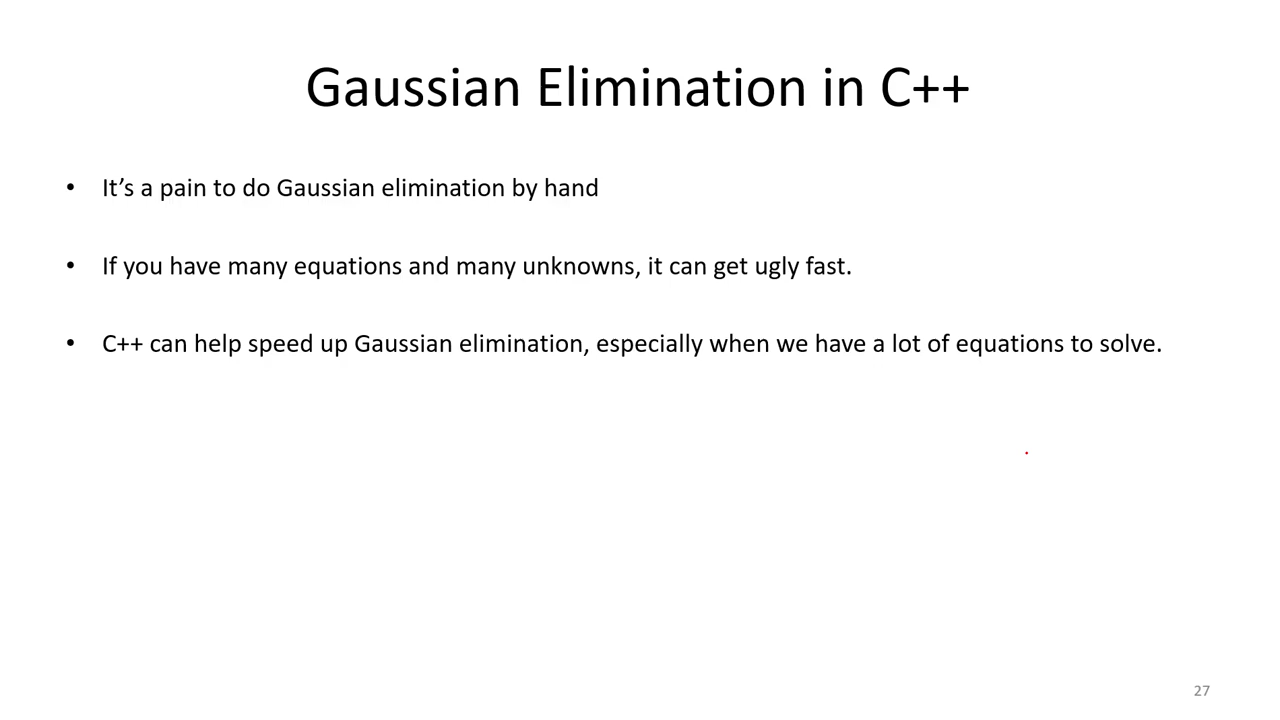 Gaussian Elimination in C++
• It’s a pain to do Gaussian elimination by hand
• If you have many equations and many unknowns, it can get ugly fast.
• C++ can help speed up Gaussian elimination, especially when we have a lot of equations to solve.
27